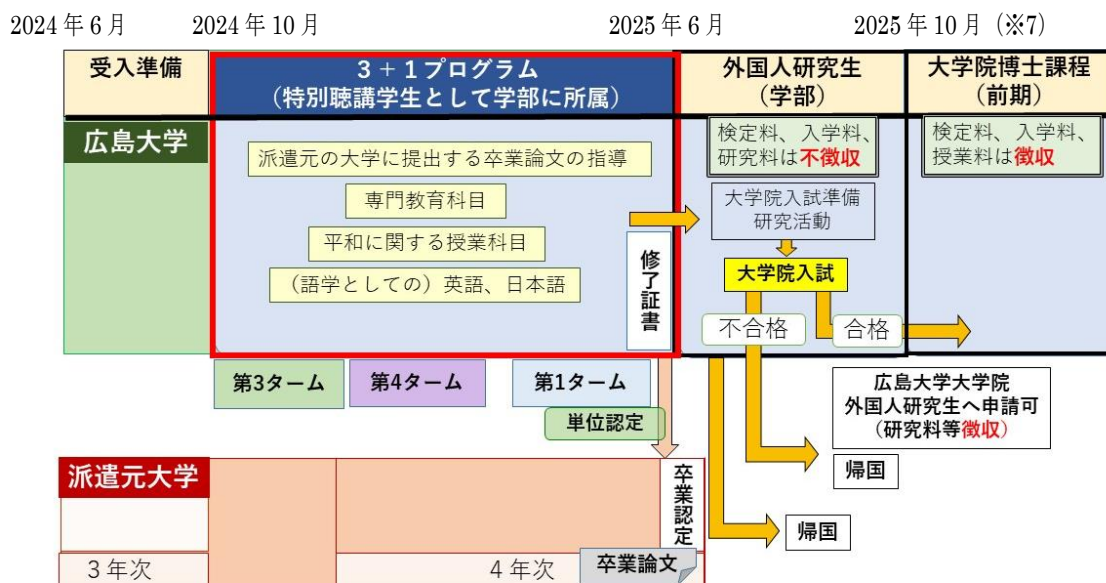 2024年6月
2024年10月
2025年6月
2025年10月（※7）
受入準備
3＋1プログラム
（特別聴講学生として学部に所属）
外国人研究生
（学部）
大学院博士課程
（前期）
広島大学
派遣元の大学に提出する卒業論文の指導
専門教育科目
平和に関する授業科目
（語学としての）英語、日本語
修了証書
検定料、入学料、
研究料は不徴収
大学院入試準備
研究活動
大学院入試
不合格
合格
検定料、入学料、
授業料は徴収
第3ターム
第4ターム
第1ターム
単位認定
広島大学大学院
外国人研究生へ申請可
（研究料等徴収）
帰国
帰国
派遣元大学
卒業認定
3年次
4年次
卒業論文